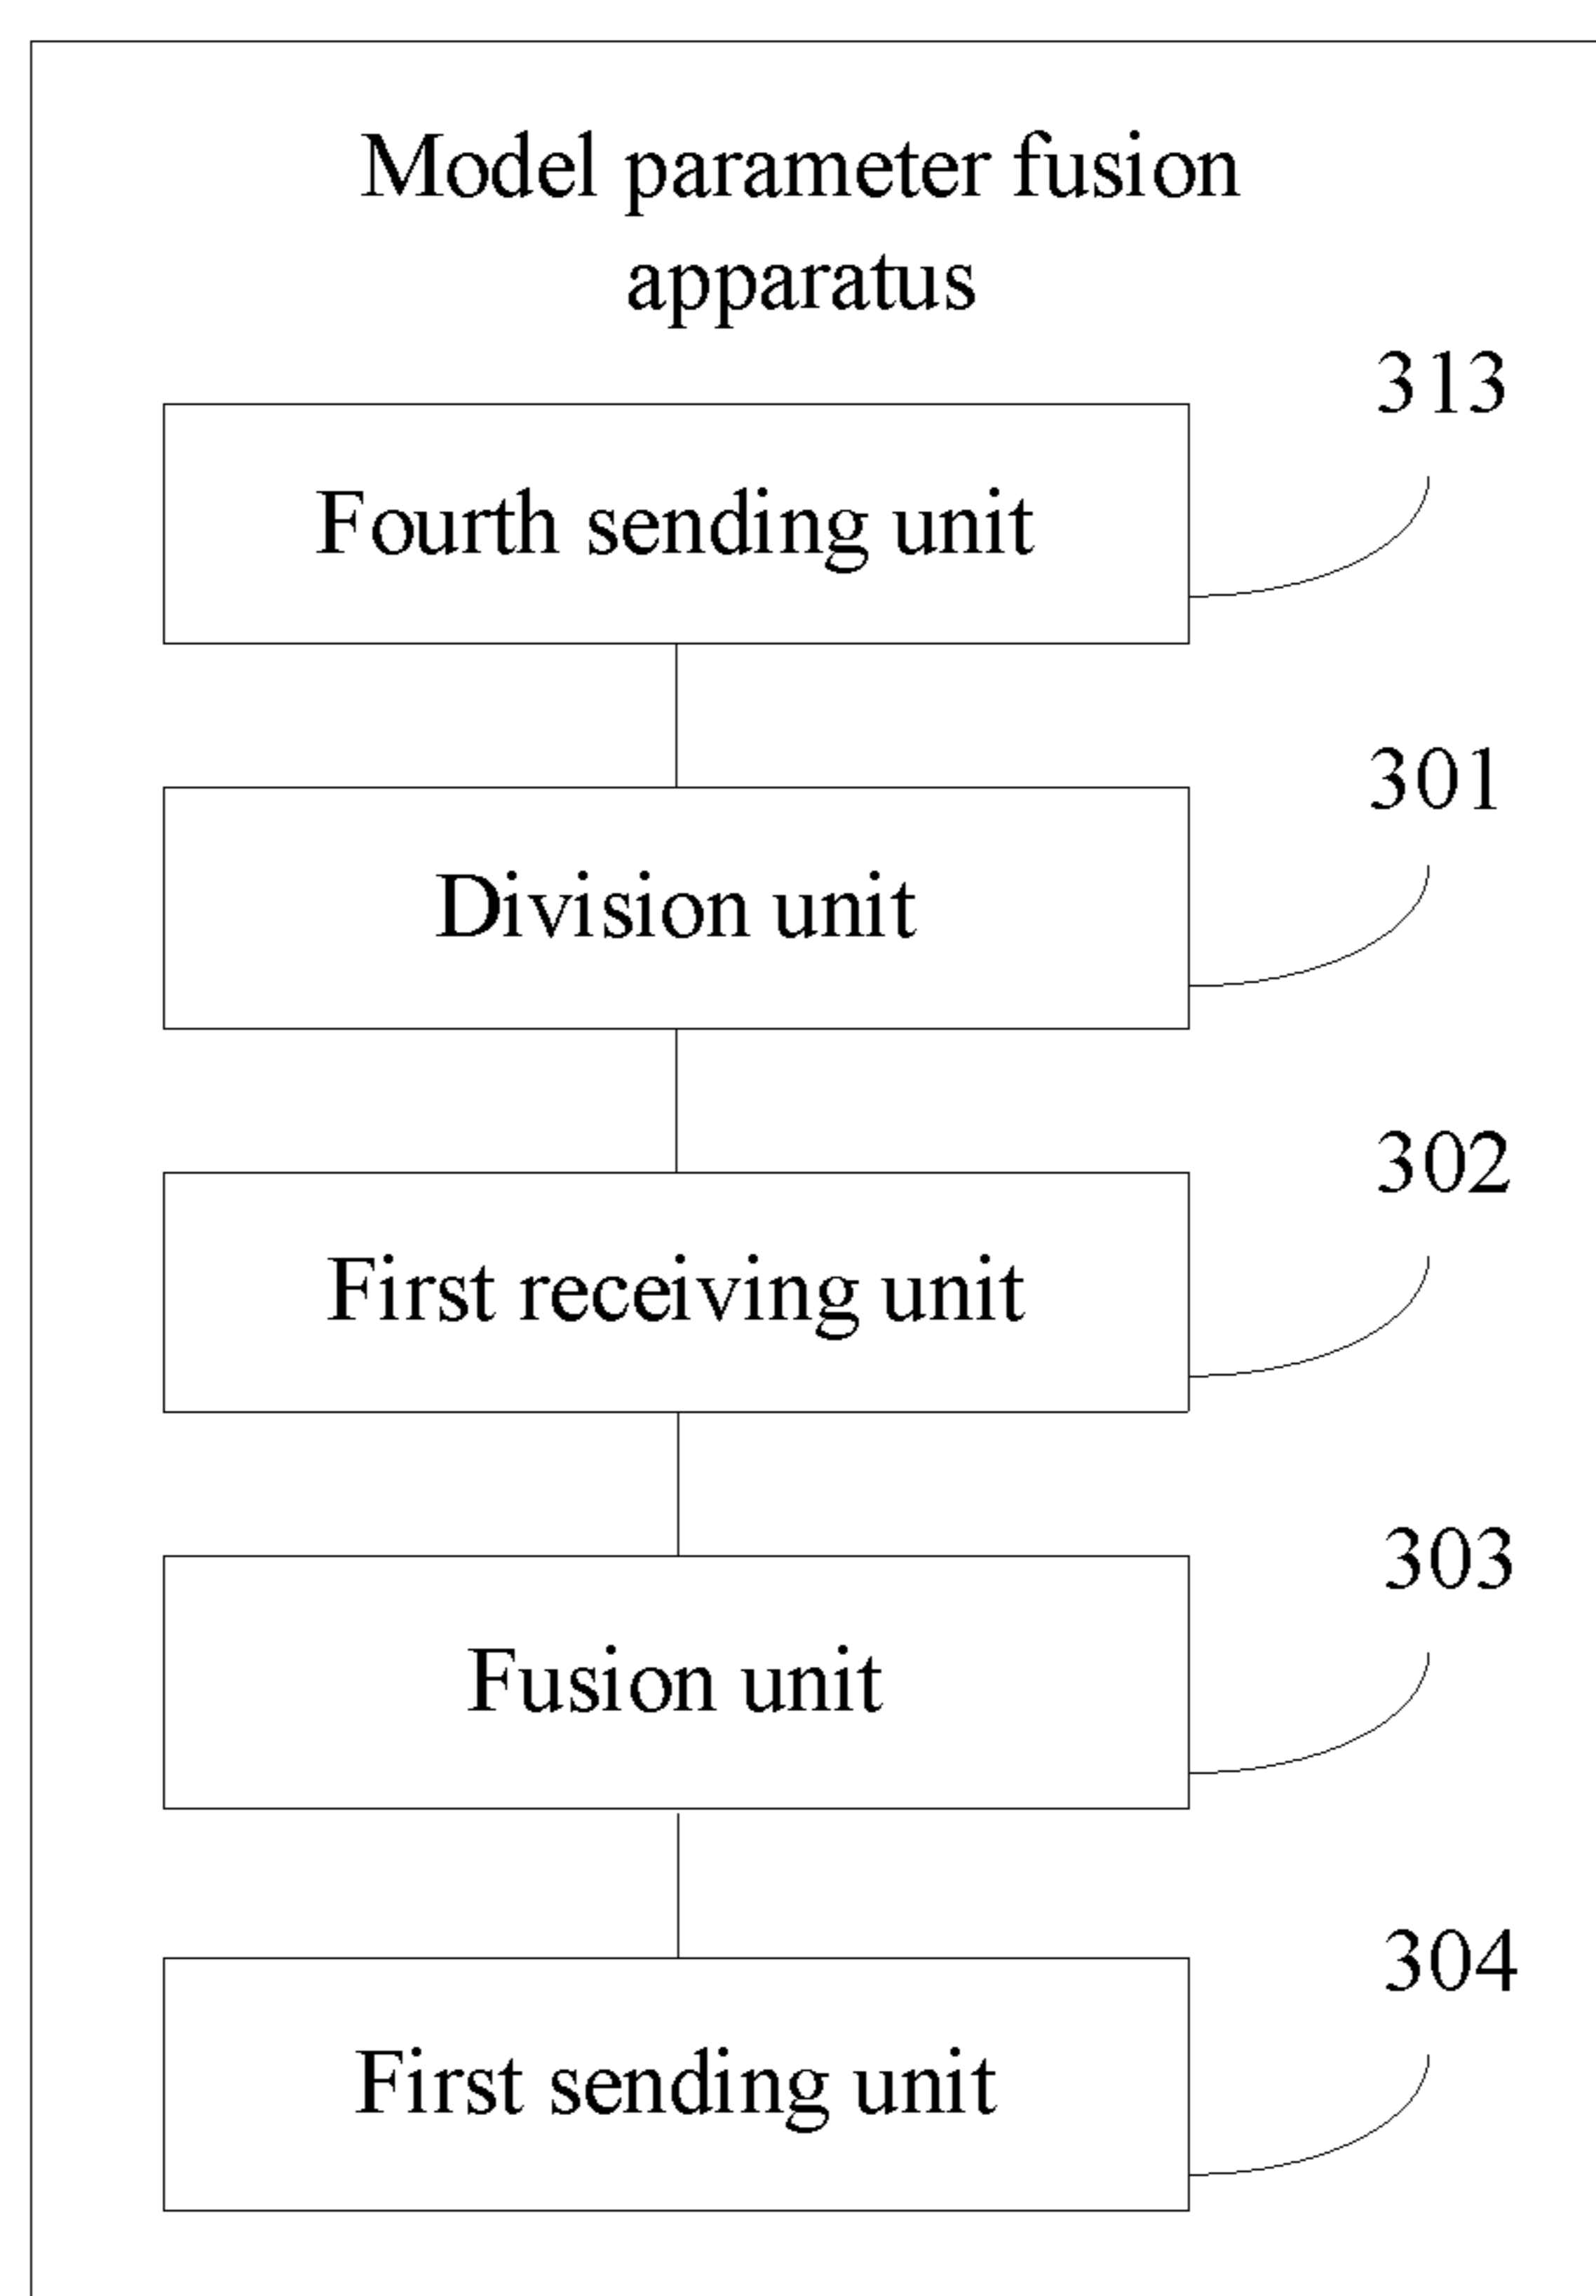 Model parameter fusion
apparatus
313
Fourth sending unit
301
Division unit
302
First receiving unit
303
Fusion unit
304
First sending unit